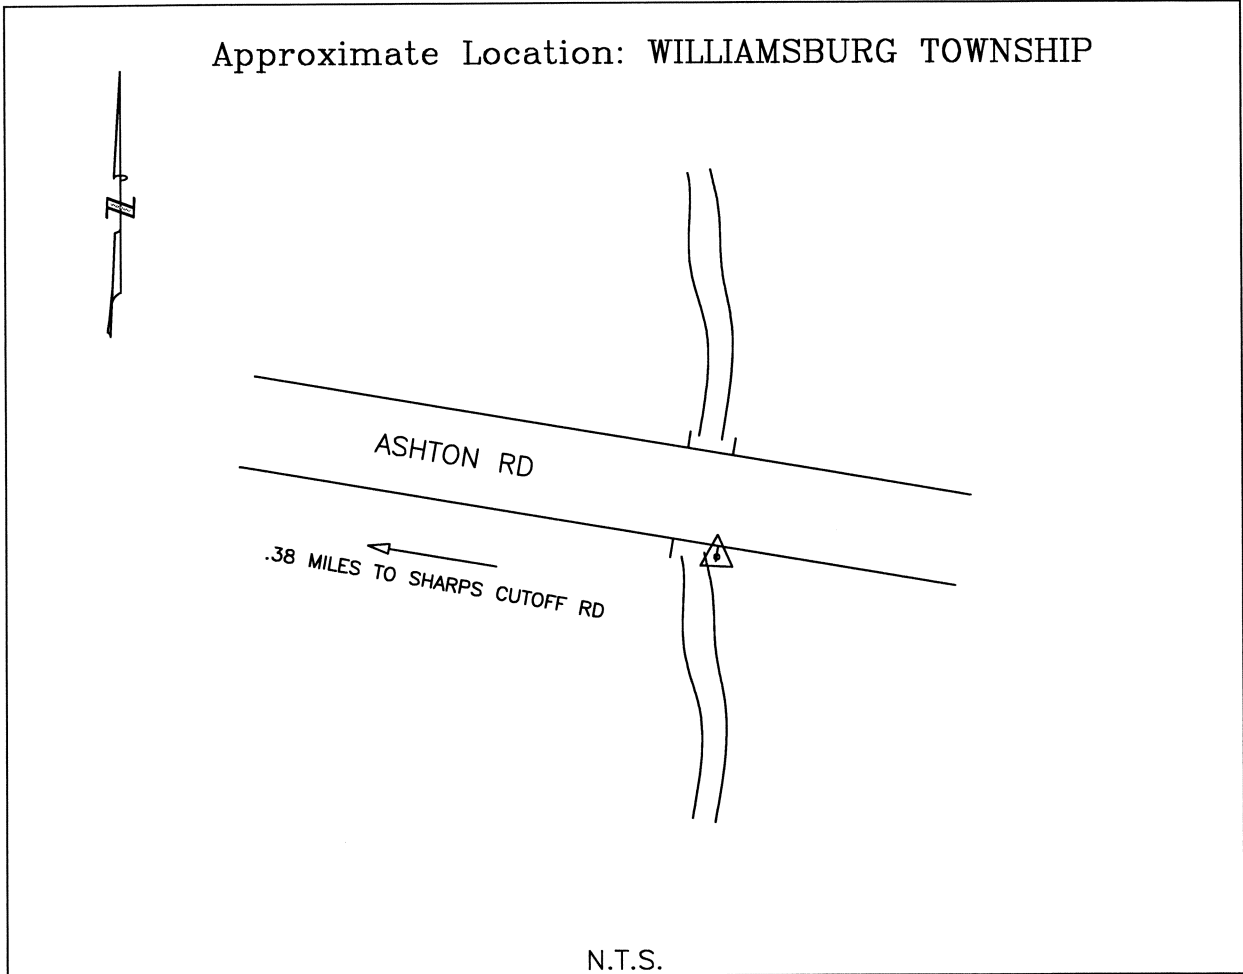 Approximate Location: WILLIAMSBURG TOWNSHIP
N
ASHTON RD
.38 MILES TO SHARPS CUTOFF RD
N.T.S.